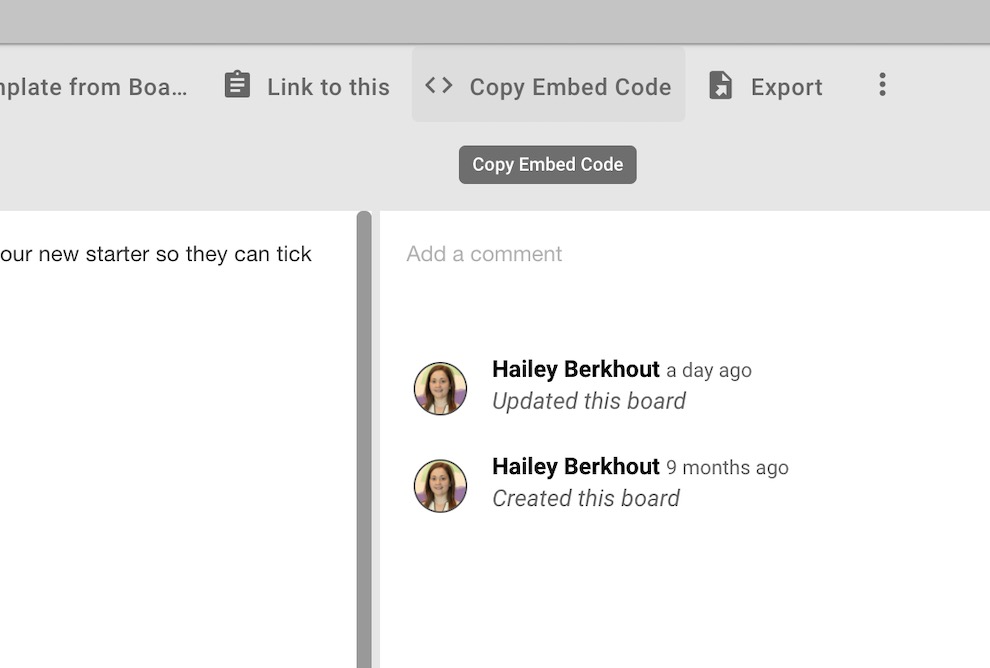 mplate from Boa...
Link to this
Copy Embed Code
Export
Copy Embed Code
our new starter so they can tick
Add a comment
Hailey Berkhout a day ago
Updated this board
Hailey Berkhout 9 months ago
Created this board